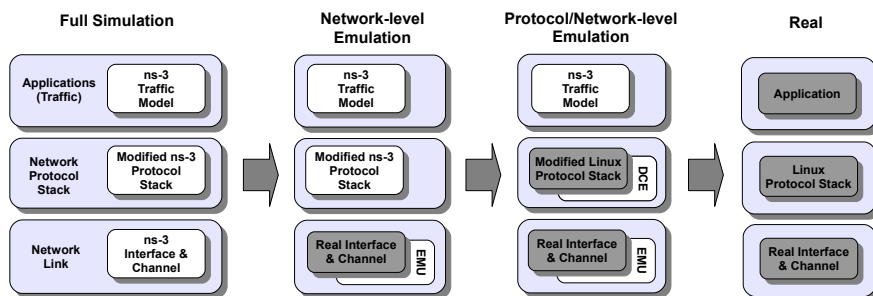 Full Simulation
Network-level
Emulation
Protocol/Network-level
Emulation
Real
Applications
(Traffic)
ns-3
Traffic
Model
ns-3
Traffic
Model
ns-3
Traffic
Model
Application
Network
Protocol
Stack
Modified ns-3
Protocol
Stack
Modified ns-3
Protocol
Stack
Modified Linux
Protocol Stack
DCE
Linux
Protocol Stack
Network
Link
ns-3
Interface
& Channel
Real Interface
& Channel
EMU
Real Interface
& Channel
EMU
Real Interface
& Channel